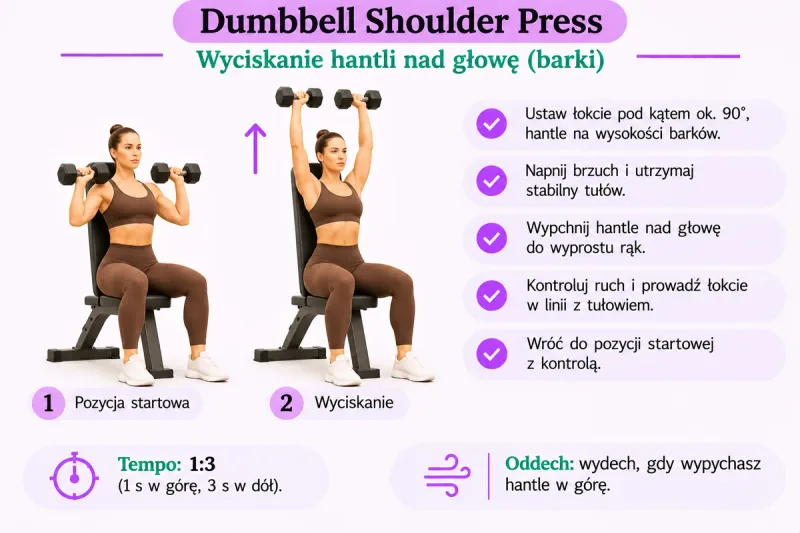 Dumbbell Shoulder Press
Wyciskanie hantli nad głowę (barki)
Ustaw łokcie pod kątem ok. 90°,
hantle na wysokości barków.
Napnij brzuch i utrzymaj
stabilny tułów.
Wypchnij hantle nad głowę
do wyprostu rąk.
Kontroluj ruch i prowadź łokcie
w linii z tułowiem.
Wróć do pozycji startowej
z kontrolą.
1 Pozycja startowa
2 Wyciskanie
Tempo: 1:3
(1 s w górę, 3 s w dół).
Oddech: wydech, gdy wypychasz
hantle w górę.